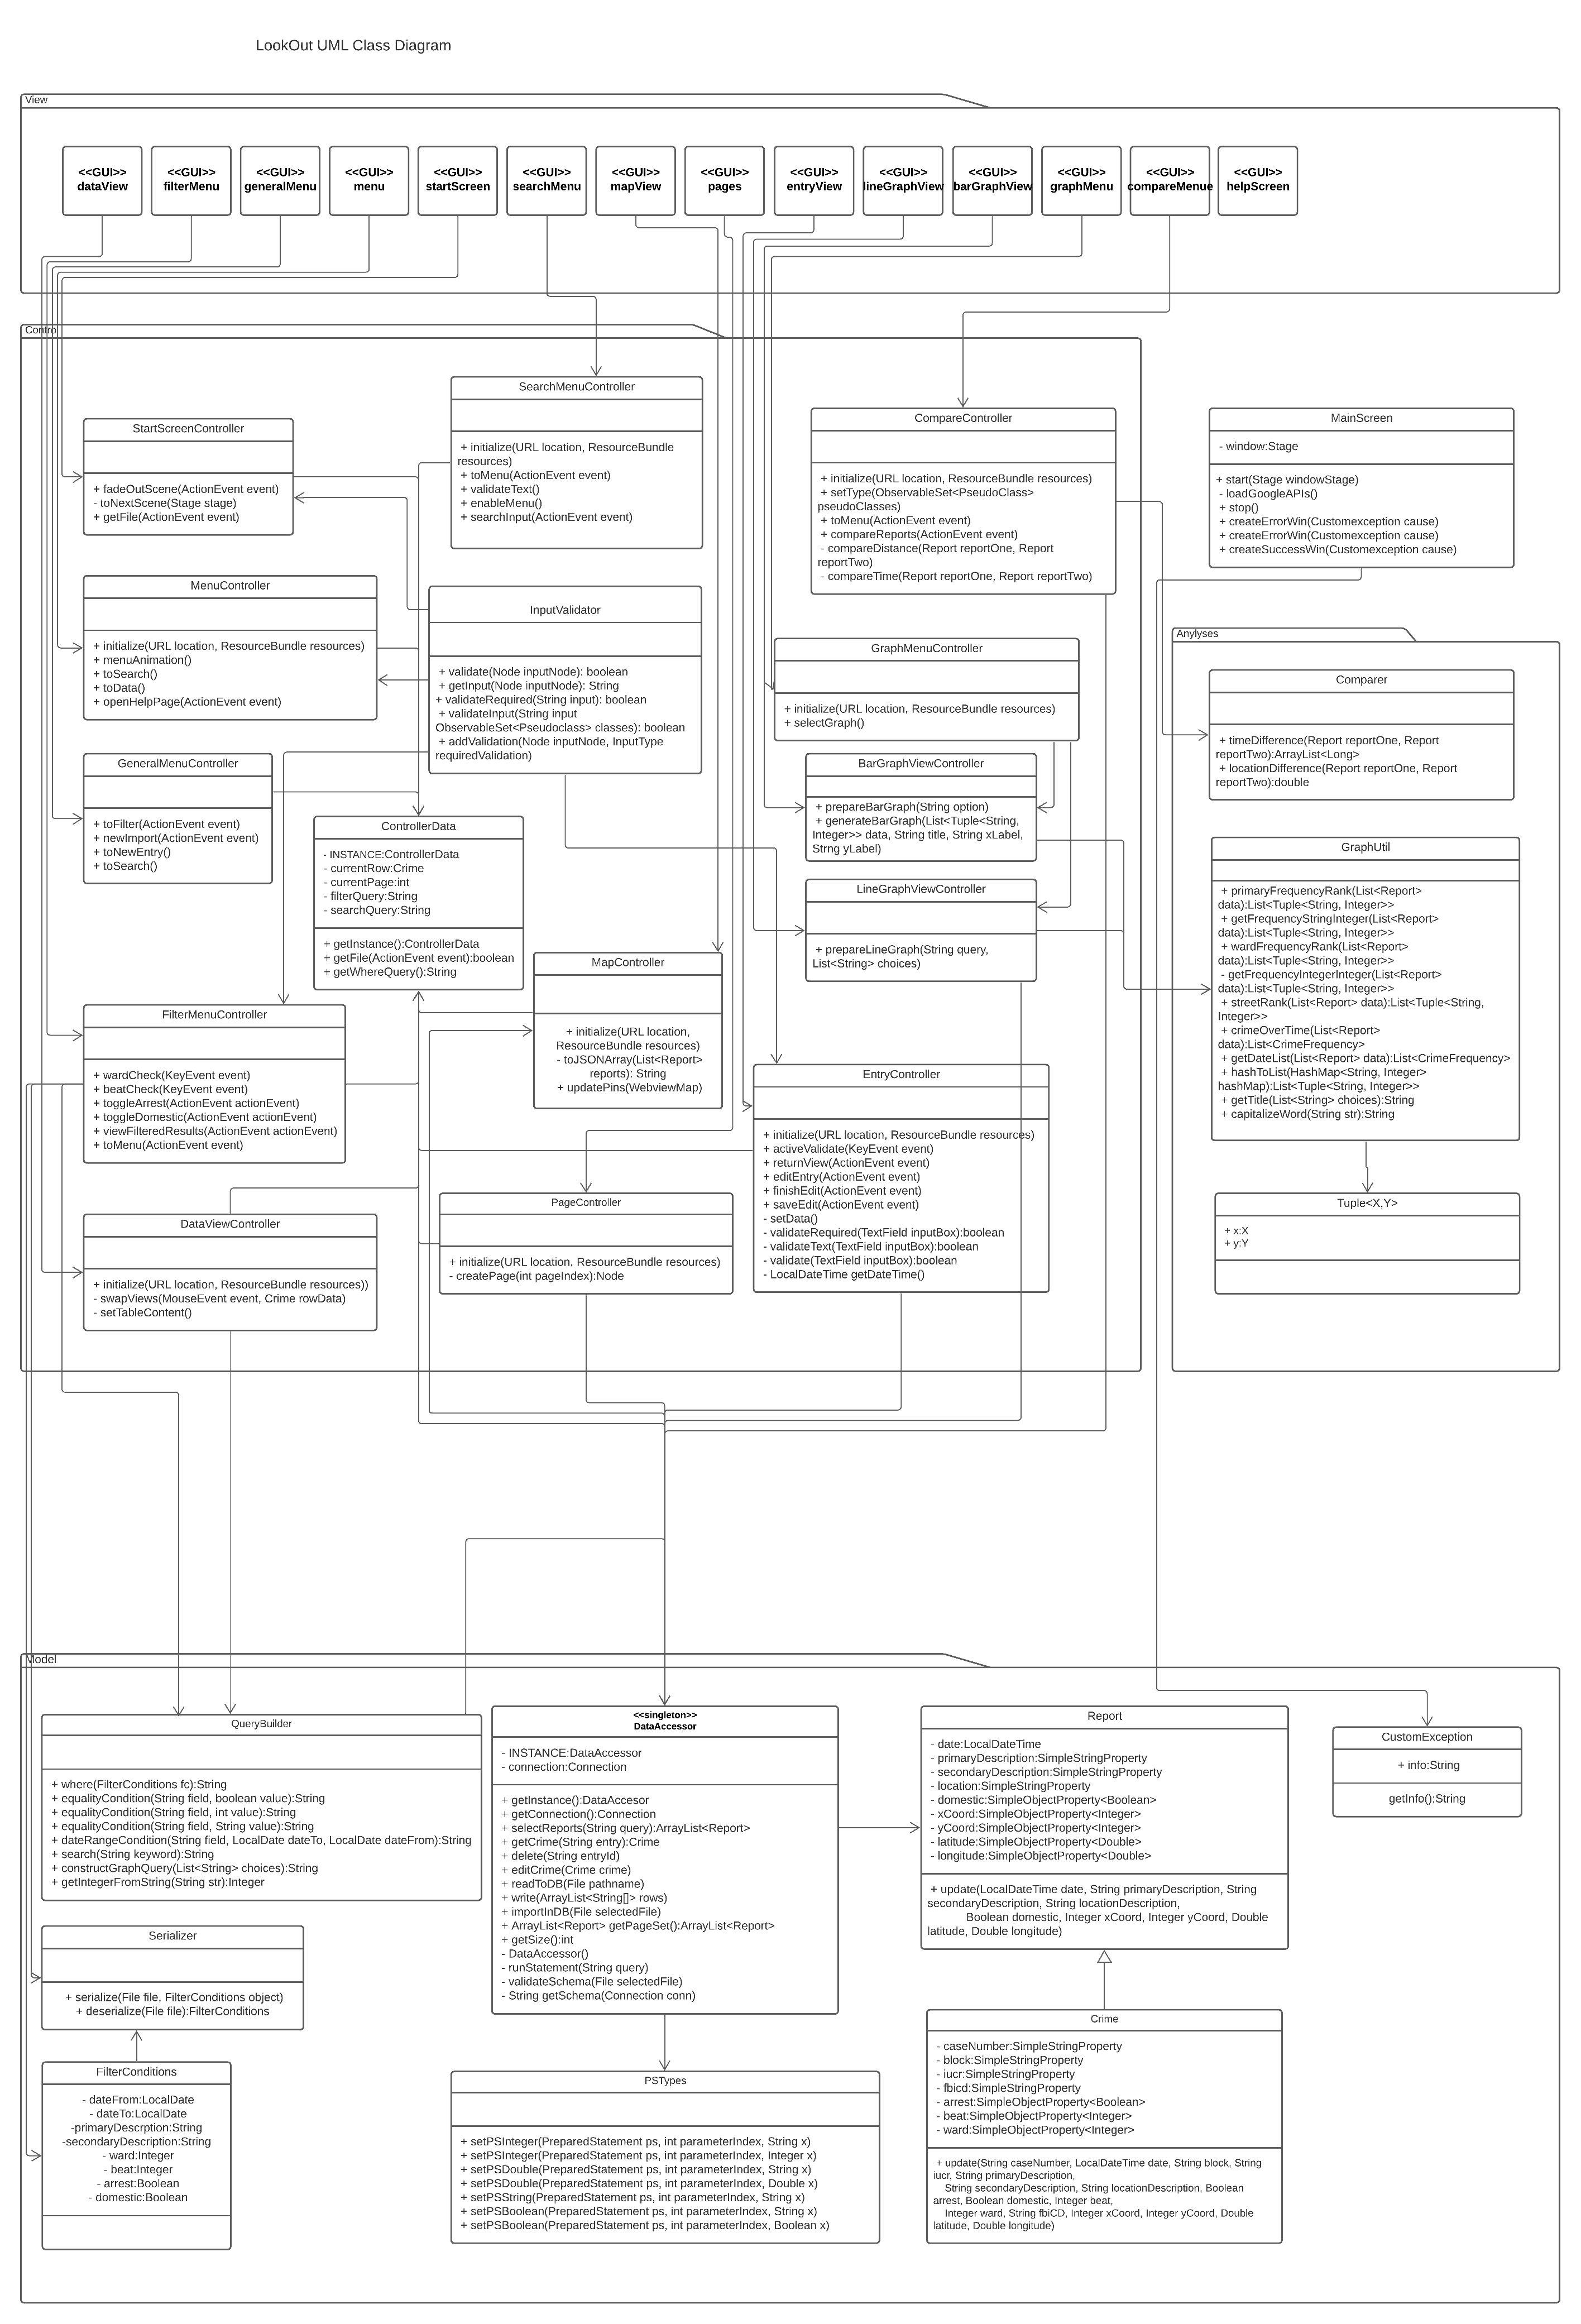 LookOut UML Class Diagram
View
<<GUI>>
dataView
<<GUI>>
filterMenu
<<GUI>>
generalMenu
<<GUI>>
menu
<<GUI>>
startScreen
<<GUI>>
searchMenu
<<GUI>>
mapView
<<GUI>>
pages
<<GUI>>
entryView
<<GUI>>
lineGraphView
<<GUI>>
barGraphView
<<GUI>>
graphMenu
<<GUI>>
compareMenue
<<GUI>>
helpScreen
Contro
SearchMenuController
+ initialize(URL location, ResourceBundle
resources)
+ toMenu(ActionEvent event)
+ validateText()
+ enableMenu()
+ searchInput(ActionEvent event)
StartScreenController
+ fadeOutScene(ActionEvent event)
- toNextScene(Stage stage)
+ getFile(ActionEvent event)
CompareController
+ initialize(URL location, ResourceBundle resources)
+ setType(ObservableSet<PseudoClass>
pseudoClasses)
+ toMenu(ActionEvent event)
+ compareReports(ActionEvent event)
- compareDistance(Report reportOne, Report
reportTwo)
- compareTime(Report reportOne, Report reportTwo)
MainScreen
- window:Stage
+ start(Stage windowStage)
- loadGoogleAPIs()
+ stop()
+ createErrorWin(Customexception cause)
+ createErrorWin(Customexception cause)
+ createSuccessWin(Customexception cause)
MenuController
+ initialize(URL location, ResourceBundle resources)
+ menuAnimation()
+ toSearch()
+ toData()
+ openHelpPage(ActionEvent event)
InputValidator
+ validate(Node inputNode): boolean
+ getInput(Node inputNode): String
+ validateRequired(String input): boolean
+ validateInput(String input
ObservableSet<Pseudoclass> classes): boolean
+ addValidation(Node inputNode, InputType
requiredValidation)
GraphMenuController
+ initialize(URL location, ResourceBundle resources)
+ selectGraph()
Anylyses
Comparer
+ timeDifference(Report reportOne, Report
reportTwo):ArrayList<Long>
+ locationDifference(Report reportOne, Report
reportTwo):double
GeneralMenuController
+ toFilter(ActionEvent event)
+ newImport(ActionEvent event)
+ toNewEntry()
+ toSearch()
BarGraphViewController
+ prepareBarGraph(String option)
+ generateBarGraph(List<Tuple<String,
Integer>> data, String title, String xLabel,
Strng yLabel)
ControllerData
- INSTANCE:ControllerData
- currentRow:Crime
- currentPage:int
- filterQuery:String
- searchQuery:String
+ getInstance():ControllerData
+ getFile(ActionEvent event):boolean
+ getWhereQuery():String
GraphUtil
+ primaryFrequencyRank(List<Report>
data):List<Tuple<String, Integer>>
+ getFrequencyStringInteger(List<Report>
data):List<Tuple<String, Integer>>
+ wardFrequencyRank(List<Report>
data):List<Tuple<String, Integer>>
- getFrequencyIntegerInteger(List<Report>
data):List<Tuple<String, Integer>>
+ streetRank(List<Report> data):List<Tuple<String,
Integer>>
+ crimeOverTime(List<Report>
data):List<CrimeFrequency>
+ getDateList(List<Report> data):List<CrimeFrequency>
+ hashToList(HashMap<String, Integer>
hashMap):List<Tuple<String, Integer>>
+ getTitle(List<String> choices):String
+ capitalizeWord(String str):String
LineGraphViewController
+ prepareLineGraph(String query,
List<String> choices)
MapController
+ initialize(URL location,
ResourceBundle resources)
- toJSONArray(List<Report>
reports): String
+ updatePins(WebviewMap)
FilterMenuController
+ wardCheck(KeyEvent event)
+ beatCheck(KeyEvent event)
+ toggleArrest(ActionEvent actionEvent)
+ toggleDomestic(ActionEvent actionEvent)
+ viewFilteredResults(ActionEvent actionEvent)
+ toMenu(ActionEvent event)
EntryController
+ initialize(URL location, ResourceBundle resources)
+ activeValidate(KeyEvent event)
+ returnView(ActionEvent event)
+ editEntry(ActionEvent event)
+ finishEdit(ActionEvent event)
+ saveEdit(ActionEvent event)
- setData()
- validateRequired(TextField inputBox):boolean
- validateText(TextField inputBox):boolean
- validate(TextField inputBox):boolean
- LocalDateTime getDateTime()
PageController
+ initialize(URL location, ResourceBundle resources)
- createPage(int pageIndex):Node
Tuple<X,Y>
+ x:X
+ y:Y
DataViewController
+ initialize(URL location, ResourceBundle resources))
- swapViews(MouseEvent event, Crime rowData)
- setTableContent()
Model
QueryBuilder
+ where(FilterConditions fc):String
+ equalityCondition(String field, boolean value):String
+ equalityCondition(String field, int value):String
+ equalityCondition(String field, String value):String
+ dateRangeCondition(String field, LocalDate dateTo, LocalDate dateFrom):String
+ search(String keyword):String
+ constructGraphQuery(List<String> choices):String
+ getIntegerFromString(String str):Integer
<<singleton>>
DataAccessor
- INSTANCE:DataAccessor
- connection:Connection
+ getInstance():DataAccesor
+ getConnection():Connection
+ selectReports(String query):ArrayList<Report>
+ getCrime(String entry):Crime
+ delete(String entryId)
+ editCrime(Crime crime)
+ readToDB(File pathname)
+ write(ArrayList<String[]> rows)
+ importInDB(File selectedFile)
+ ArrayList<Report> getPageSet():ArrayList<Report>
+ getSize():int
- DataAccessor()
- runStatement(String query)
- validateSchema(File selectedFile)
- String getSchema(Connection conn)
Report
- date:LocalDateTime
- primaryDescription:SimpleStringProperty
- secondaryDescription:SimpleStringProperty
- location:SimpleStringProperty
- domestic:SimpleObjectProperty<Boolean>
- xCoord:SimpleObjectProperty<Integer>
- yCoord:SimpleObjectProperty<Integer>
- latitude:SimpleObjectProperty<Double>
- longitude:SimpleObjectProperty<Double>
+ update(LocalDateTime date, String primaryDescription, String
secondaryDescription, String locationDescription,
Boolean domestic, Integer xCoord, Integer yCoord, Double
latitude, Double longitude)
CustomException
+ info:String
getInfo():String
Serializer
+ serialize(File file, FilterConditions object)
+ deserialize(File file):FilterConditions
FilterConditions
- dateFrom:LocalDate
- dateTo:LocalDate
-primaryDescrption:String
-secondaryDescription:String
- ward:Integer
- beat:Integer
- arrest:Boolean
- domestic:Boolean
PSTypes
+ setPSInteger(PreparedStatement ps, int parameterIndex, String x)
+ setPSInteger(PreparedStatement ps, int parameterIndex, Integer x)
+ setPSDouble(PreparedStatement ps, int parameterIndex, String x)
+ setPSDouble(PreparedStatement ps, int parameterIndex, Double x)
+ setPSString(PreparedStatement ps, int parameterIndex, String x)
+ setPSBoolean(PreparedStatement ps, int parameterIndex, String x)
+ setPSBoolean(PreparedStatement ps, int parameterIndex, Boolean x)
Crime
- caseNumber:SimpleStringProperty
- block:SimpleStringProperty
- iucr:SimpleStringProperty
- fbicd:SimpleStringProperty
- arrest:SimpleObjectProperty<Boolean>
- beat:SimpleObjectProperty<Integer>
- ward:SimpleObjectProperty<Integer>
+ update(String caseNumber, LocalDateTime date, String block, String
iucr, String primaryDescription,
String secondaryDescription, String locationDescription, Boolean
arrest, Boolean domestic, Integer beat,
Integer ward, String fbiCD, Integer xCoord, Integer yCoord, Double
latitude, Double longitude)